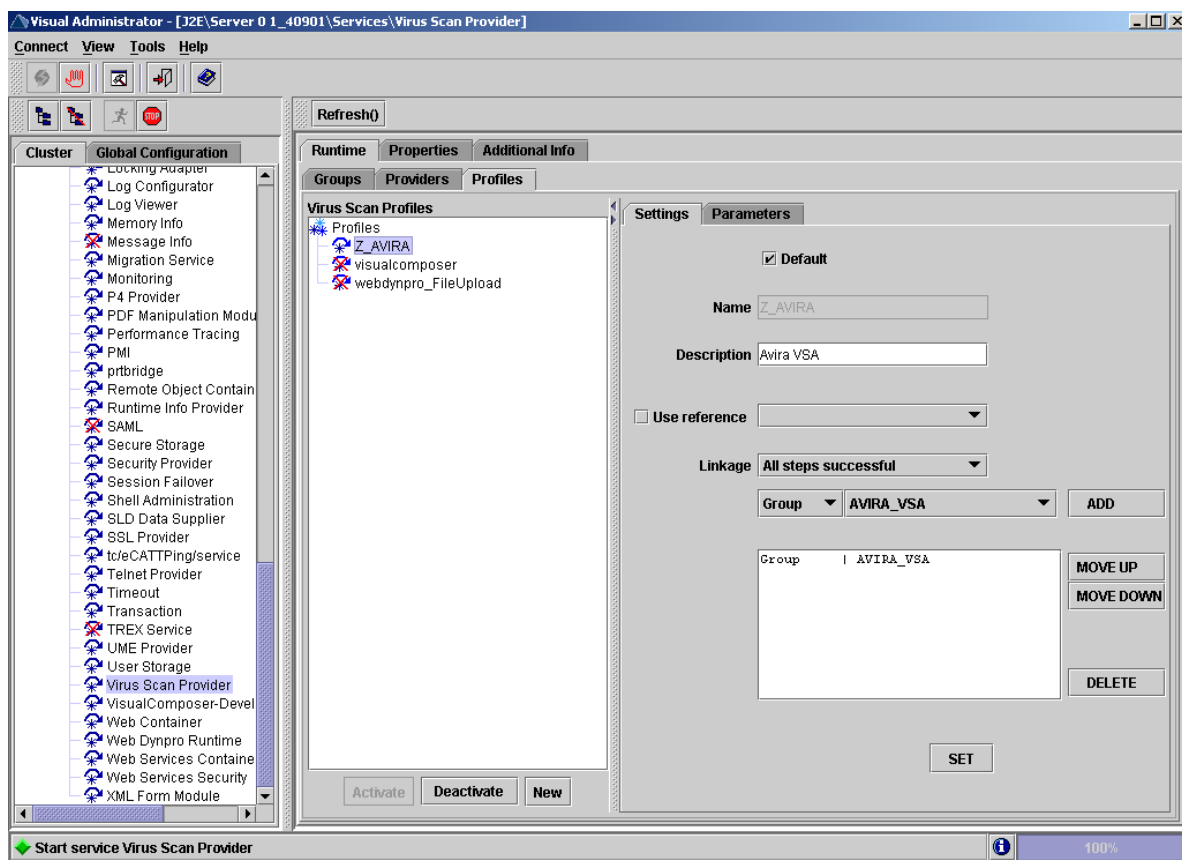 Visual Administrator - [J2E\Server 0 1_40901\Services\Virus Scan Provider]
Connect View Tools Help
STOP
Refresh()
Cluster Global Configuration
Runtime Properties Additional Info
Groups Providers Profiles
Locking Adapter
Log Configurator
Log Viewer
Memory Info
Message Info
Migration Service
Monitoring
P4 Provider
PDF Manipulation Modu
Performance Tracing
PMI
prtbridge
Remote Object Contain
Runtime Info Provider
SAML
Secure Storage
Security Provider
Session Failover
Shell Administration
SLD Data Supplier
SSL Provider
tc/eCATTPing/service
Telnet Provider
Timeout
Transaction
TREX Service
UME Provider
User Storage
Virus Scan Provider
VisualComposer-Devel
Web Container
Web Dynpro Runtime
Web Services Containe
Web Services Security
XML Form Module
Virus Scan Profiles
Profiles
Z_AVIRA
visualcomposer
webdynpro_FileUpload
Activate Deactivate New
Settings Parameters
Default
Name Z_AVIRA
Description Avira VSA
Use reference
Linkage All steps successful
Group AVIRA_VSA ADD
Group | AVIRA_VSA
MOVE UP
MOVE DOWN
DELETE
SET
Start service Virus Scan Provider
100%